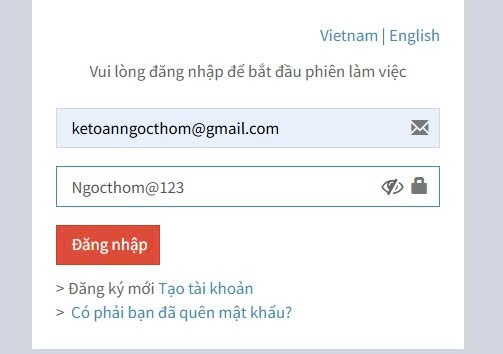 Vietnam | English
Vui lòng đăng nhập để bắt đầu phiên làm việc
ketoanngocthom@gmail.com
Ngocthom@123
Đăng nhập
> Đăng ký mới Tạo tài khoản
> Có phải bạn đã quên mật khẩu?